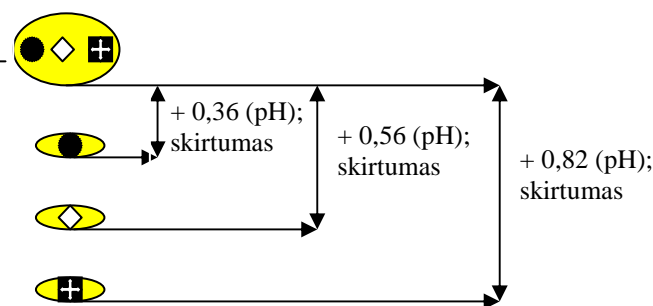 + 0,36 (pH);
skirtumas
+ 0,56 (pH);
skirtumas
+ 0,82 (pH);
skirtumas